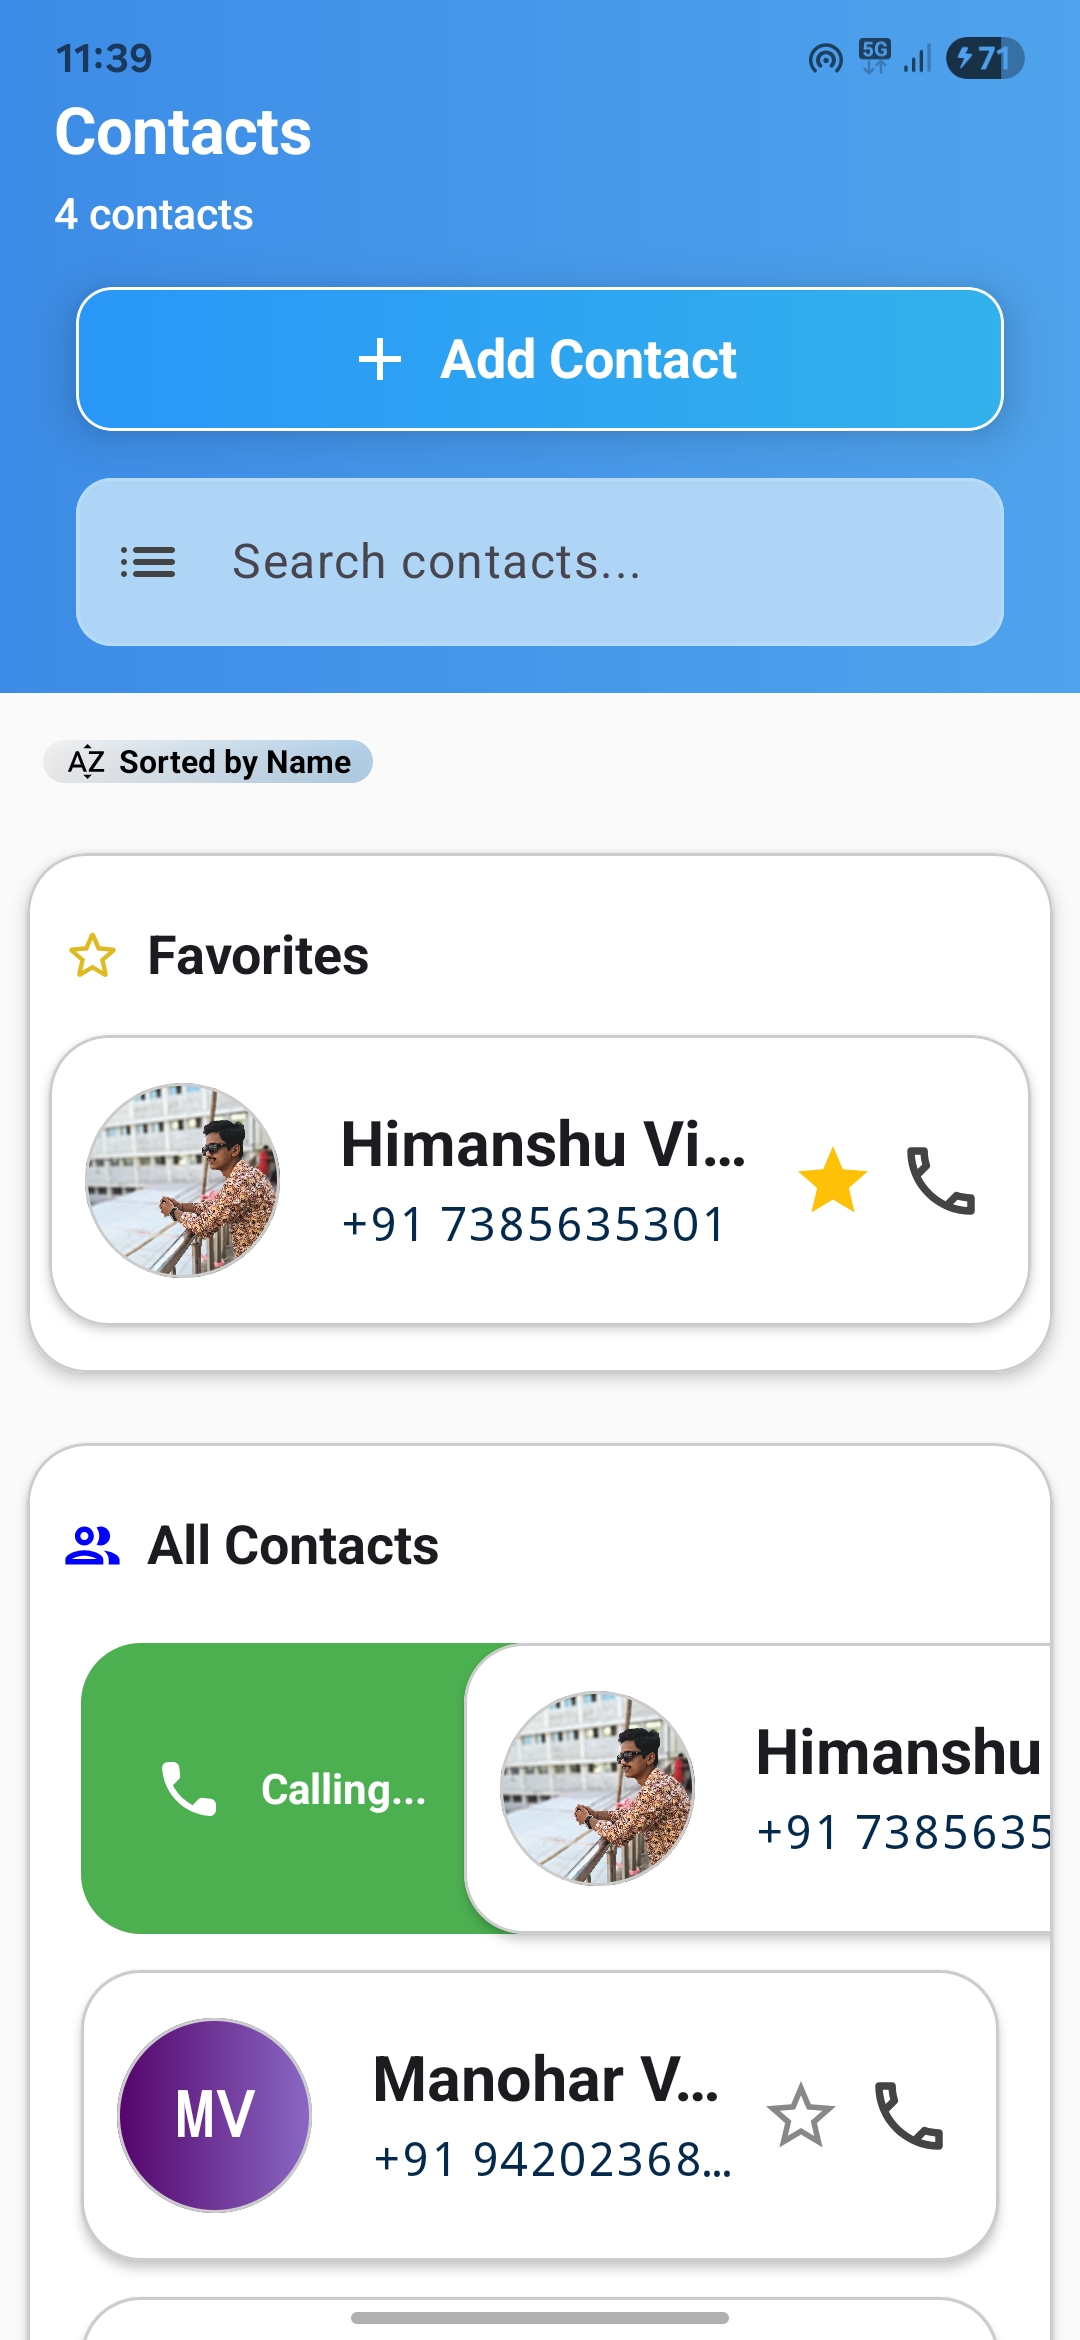 11:39
5G
71
Contacts
4 contacts
Add Contact
Search contacts...
AZ Sorted by Name
Favorites
Himanshu Vi...
+91 7385635301
All Contacts
Calling...
Himanshu
+91 7385635
MV
Manohar V...
+91 94202368...